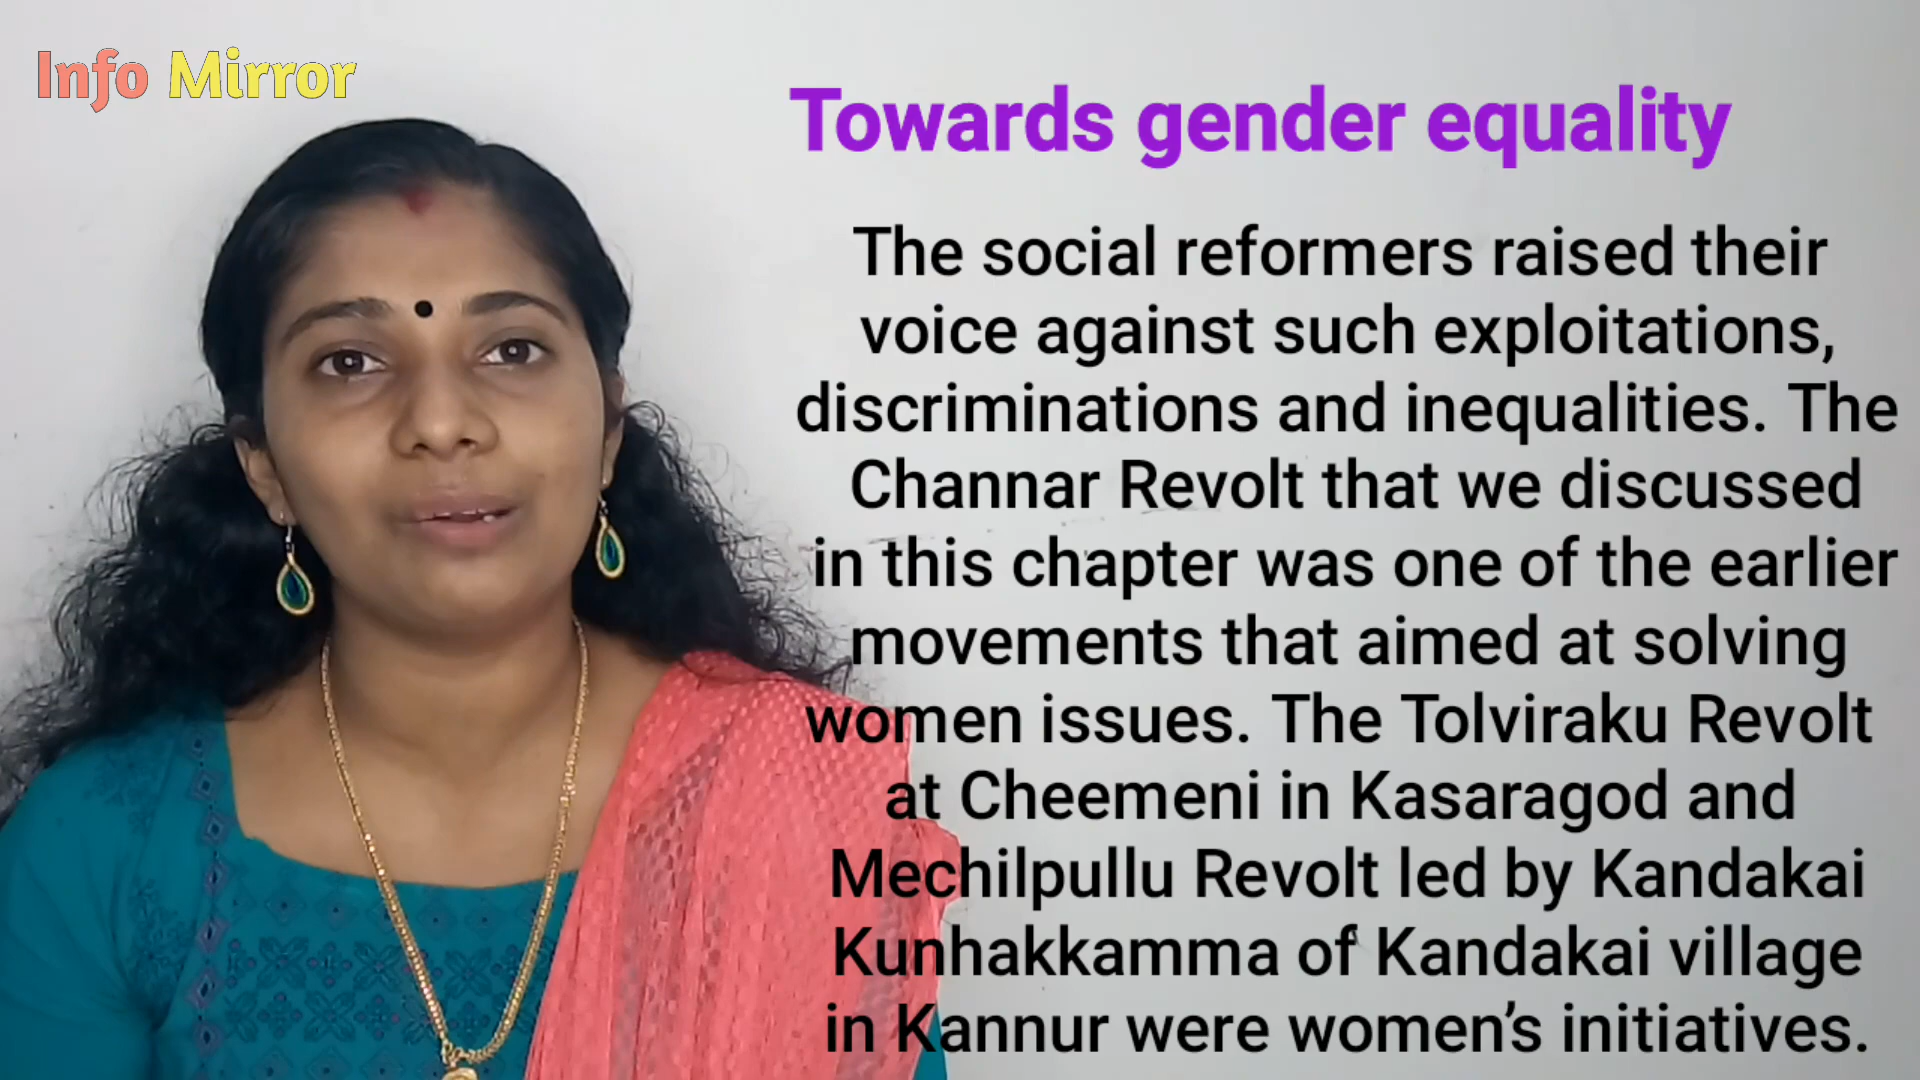 Info Mirror
Towards gender equality
The social reformers raised their
voice against such exploitations,
discriminations and inequalities. The
Channar Revolt that we discussed
in this chapter was one of the earlier
movements that aimed at solving
women issues. The Tolviraku Revolt
at Cheemeni in Kasaragod and
Mechilpullu Revolt led by Kandakai
Kunhakkamma of Kandakai village
in Kannur were women’s initiatives.